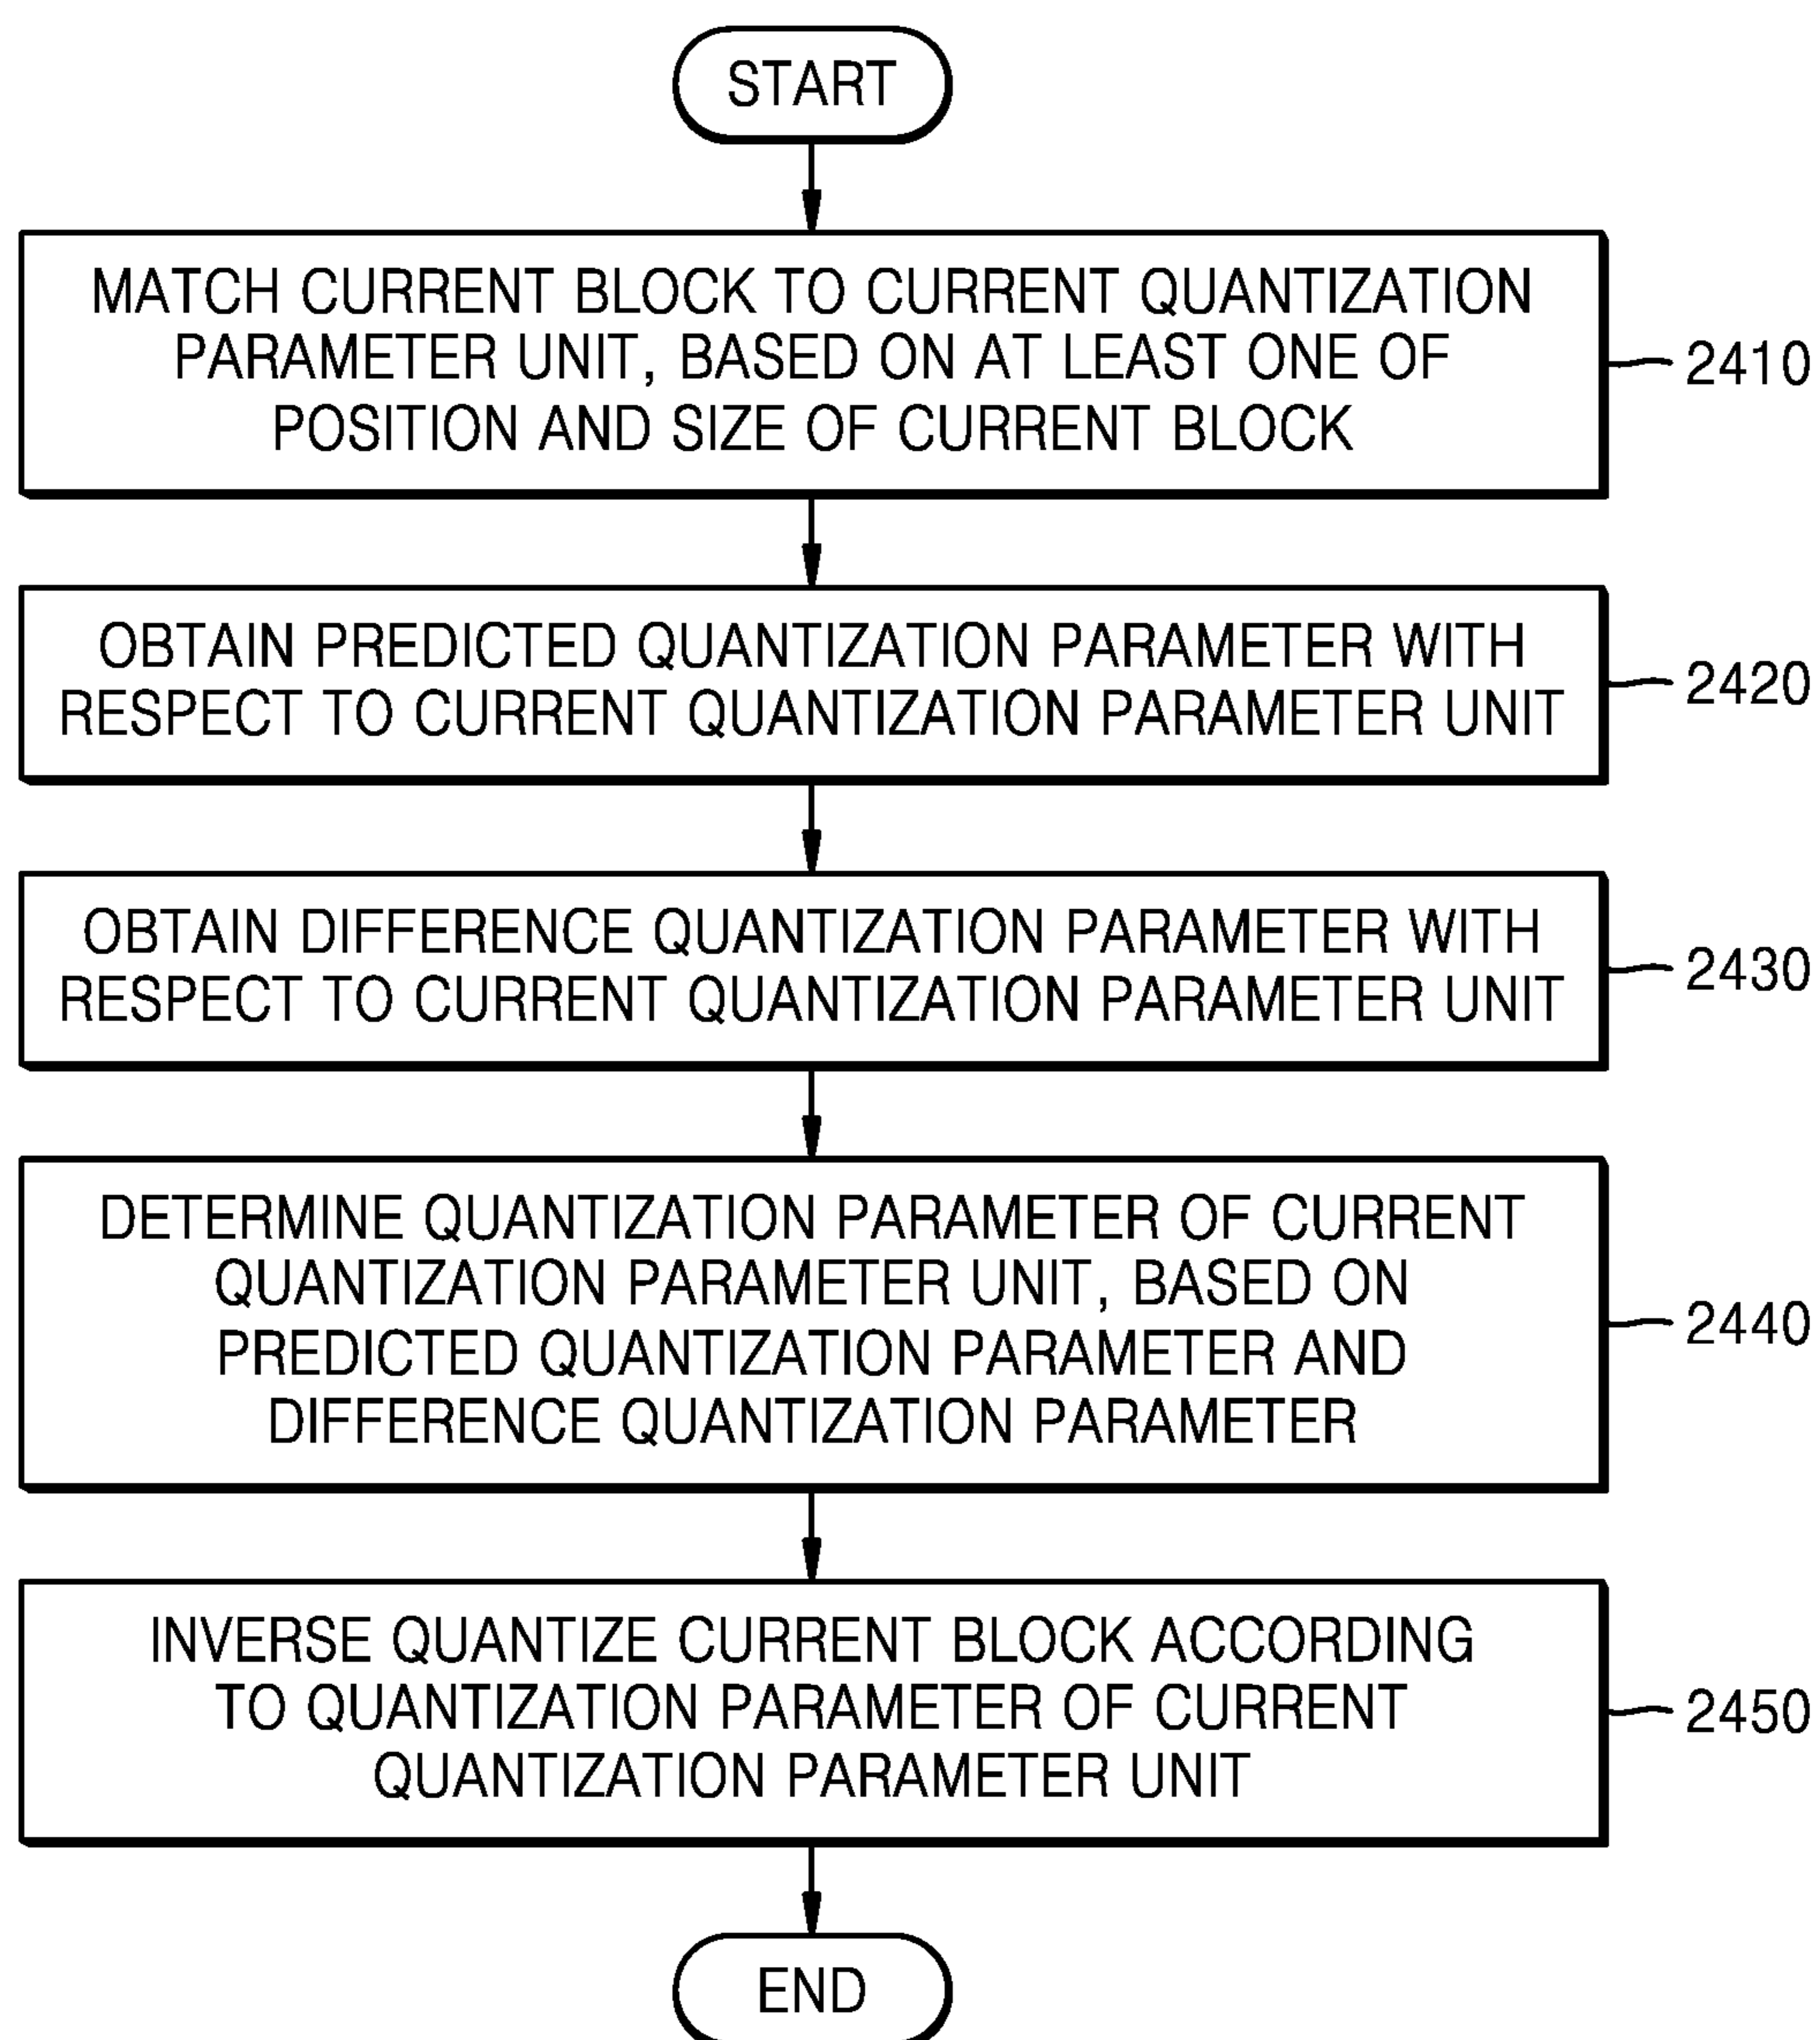 START
MATCH CURRENT BLOCK TO CURRENT QUANTIZATION
PARAMETER UNIT, BASED ON AT LEAST ONE OF
POSITION AND SIZE OF CURRENT BLOCK
2410
OBTAIN PREDICTED QUANTIZATION PARAMETER WITH
RESPECT TO CURRENT QUANTIZATION PARAMETER UNIT
2420
OBTAIN DIFFERENCE QUANTIZATION PARAMETER WITH
RESPECT TO CURRENT QUANTIZATION PARAMETER UNIT
2430
DETERMINE QUANTIZATION PARAMETER OF CURRENT
QUANTIZATION PARAMETER UNIT, BASED ON
PREDICTED QUANTIZATION PARAMETER AND
DIFFERENCE QUANTIZATION PARAMETER
2440
INVERSE QUANTIZE CURRENT BLOCK ACCORDING
TO QUANTIZATION PARAMETER OF CURRENT
QUANTIZATION PARAMETER UNIT
2450
END